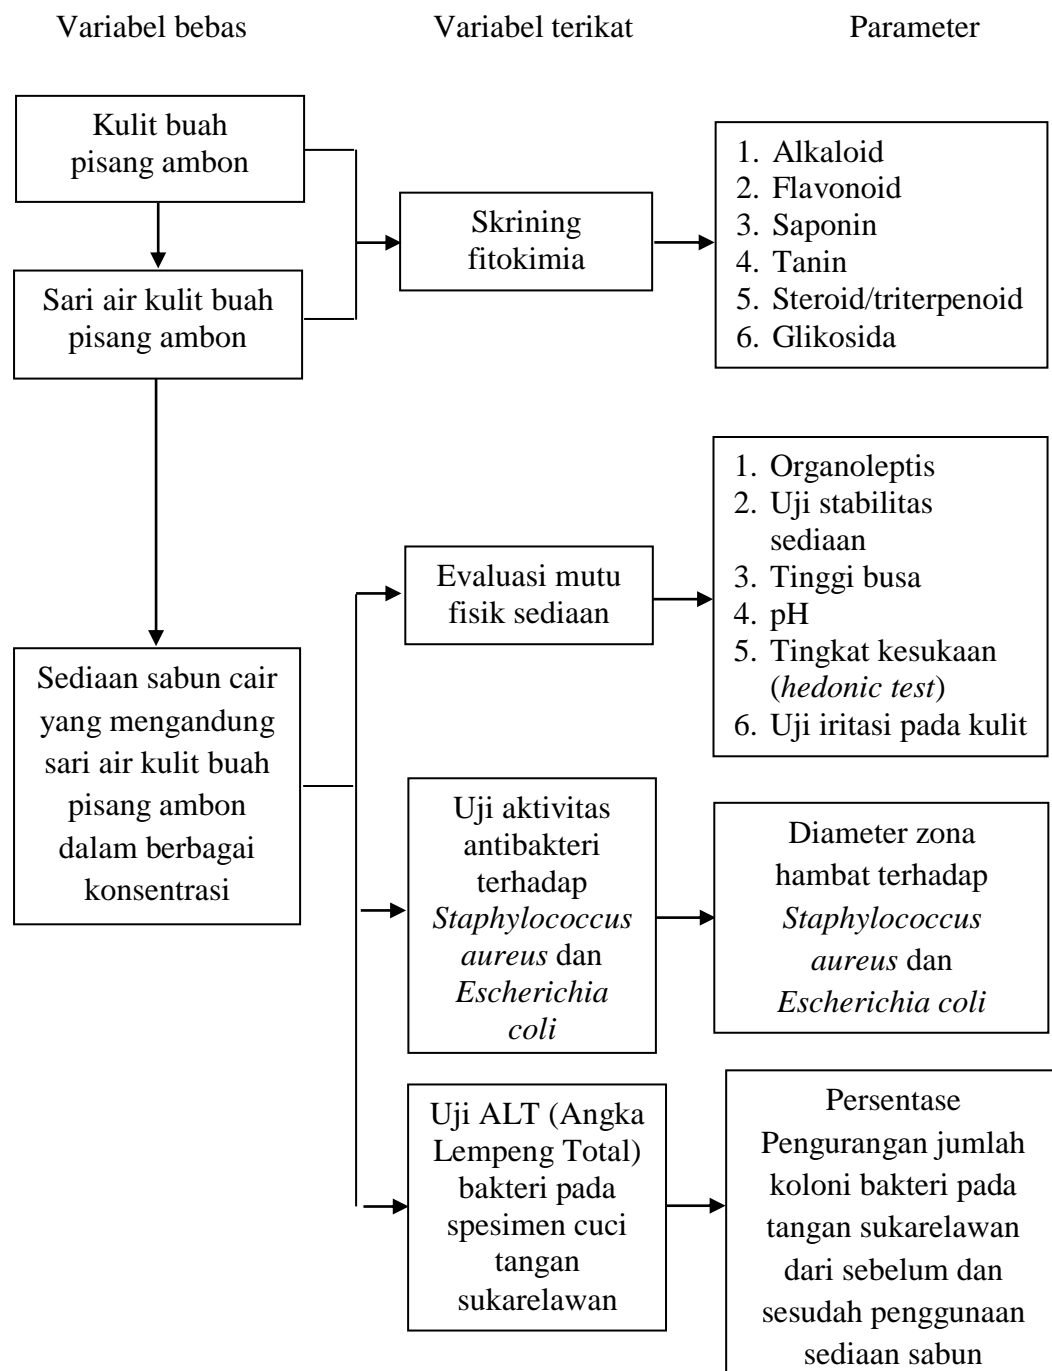 Variabel bebas
Variabel terikat
Parameter
Kulit buah
pisang ambon
Sari air kulit buah
pisang ambon
Skrining
fitokimia
1. Alkaloid
2. Flavonoid
3. Saponin
4. Tanin
5. Steroid/triterpenoid
6. Glikosida
Sediaan sabun cair
yang mengandung
sari air kulit buah
pisang ambon
dalam berbagai
konsentrasi
Evaluasi mutu
fisik sediaan
1. Organoleptis
2. Uji stabilitas
sediaan
3. Tinggi busa
4. pH
5. Tingkat kesukaan
(hedonic test)
6. Uji iritasi pada kulit
Uji aktivitas
antibakteri
terhadap
Staphylococcus
aureus dan
Escherichia
coli
Diameter zona
hambat terhadap
Staphylococcus
aureus dan
Escherichia coli
Uji ALT (Angka
Lempeng Total)
bakteri pada
spesimen cuci
tangan
sukarelawan
Persentase
Pengurangan jumlah
koloni bakteri pada
tangan sukarelawan
dari sebelum dan
sesudah penggunaan
sediaan sabun